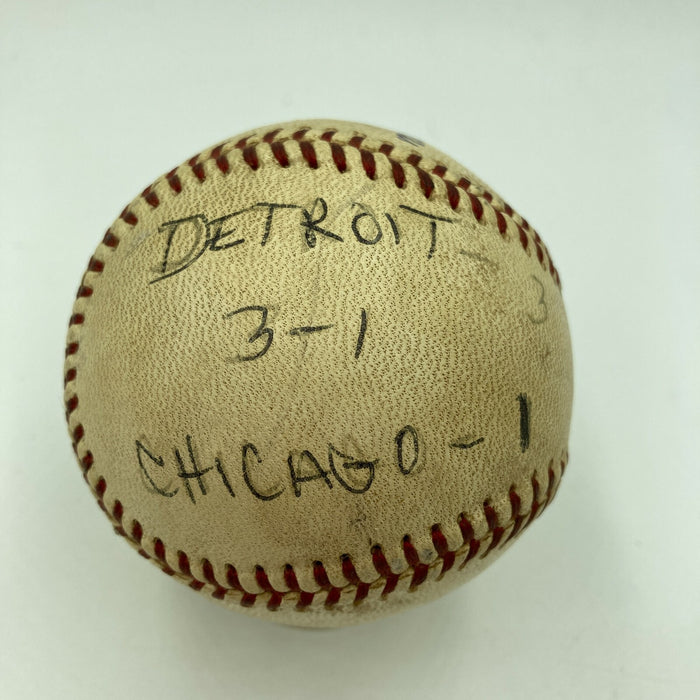 DETROIT - 3
3-1
CHICAGO - 1